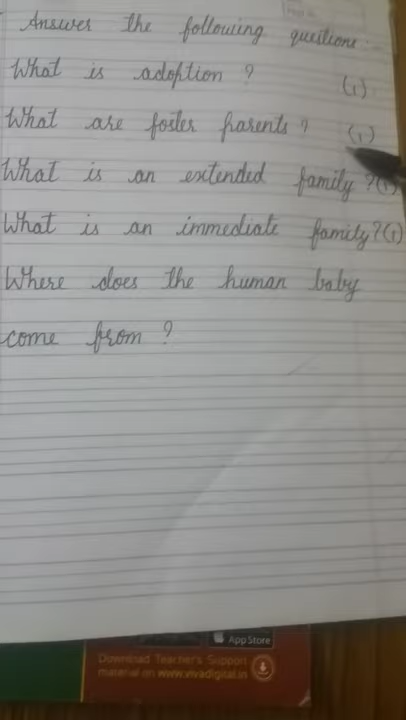 Answer the following questions:-
What is adoption ? (1)
What are foster parents ? (1)
What is an extended family ?(1)
What is an immediate family?(1)
Where does the human baby
come from ?
App Store
Download Teacher's Support
material on www.vivadigital.in